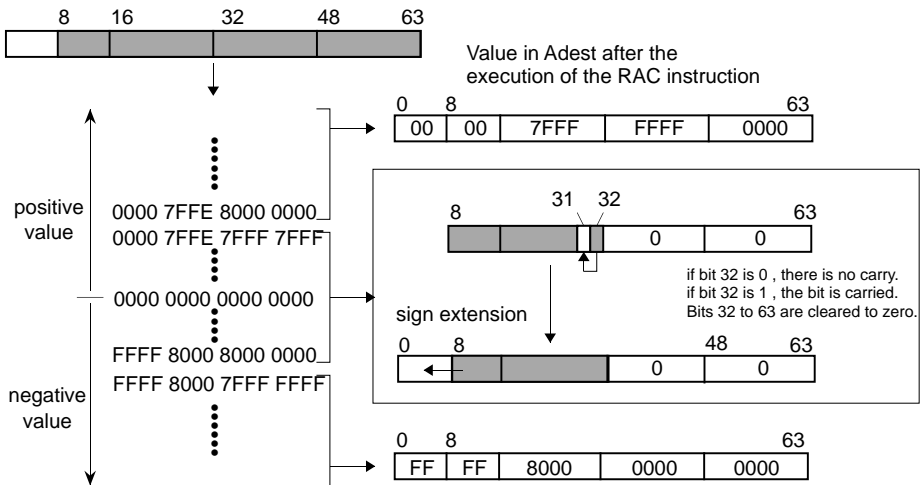 8 16 32 48 63
Value in Adest after the
execution of the RAC instruction
0 8 63
00 00 7FFF FFFF 0000
positive
value
0000 7FFE 8000 0000
0000 7FFE 7FFF 7FFF
0000 0000 0000 0000
FFFF 8000 8000 0000
FFFF 8000 7FFF FFFF
negative
value
31 32
8 63
0 0
if bit 32 is 0 , there is no carry.
if bit 32 is 1 , the bit is carried.
Bits 32 to 63 are cleared to zero.
sign extension
0 8 48 63
0 0
0 8 63
FF FF 8000 0000 0000